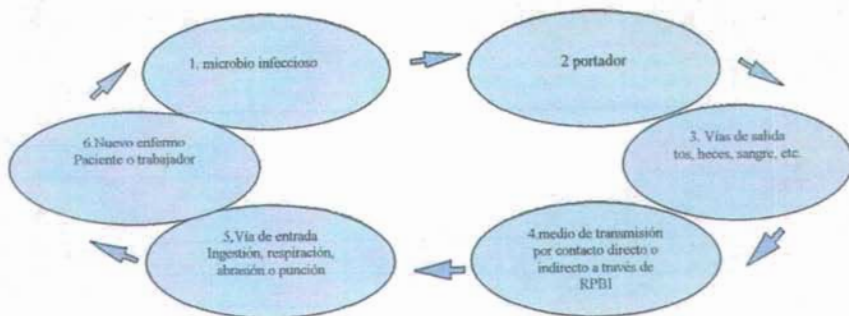 1. microbio infeccioso
2 portador
3. Vías de salida
tos, heces, sangre, etc.
4.medio de transmisión
por contacto directo o
indirecto a través de
RPBI
5,Vía de entrada
Ingestión, respiración,
abrasión o punción
6.Nuevo enfermo
Paciente o trabajador